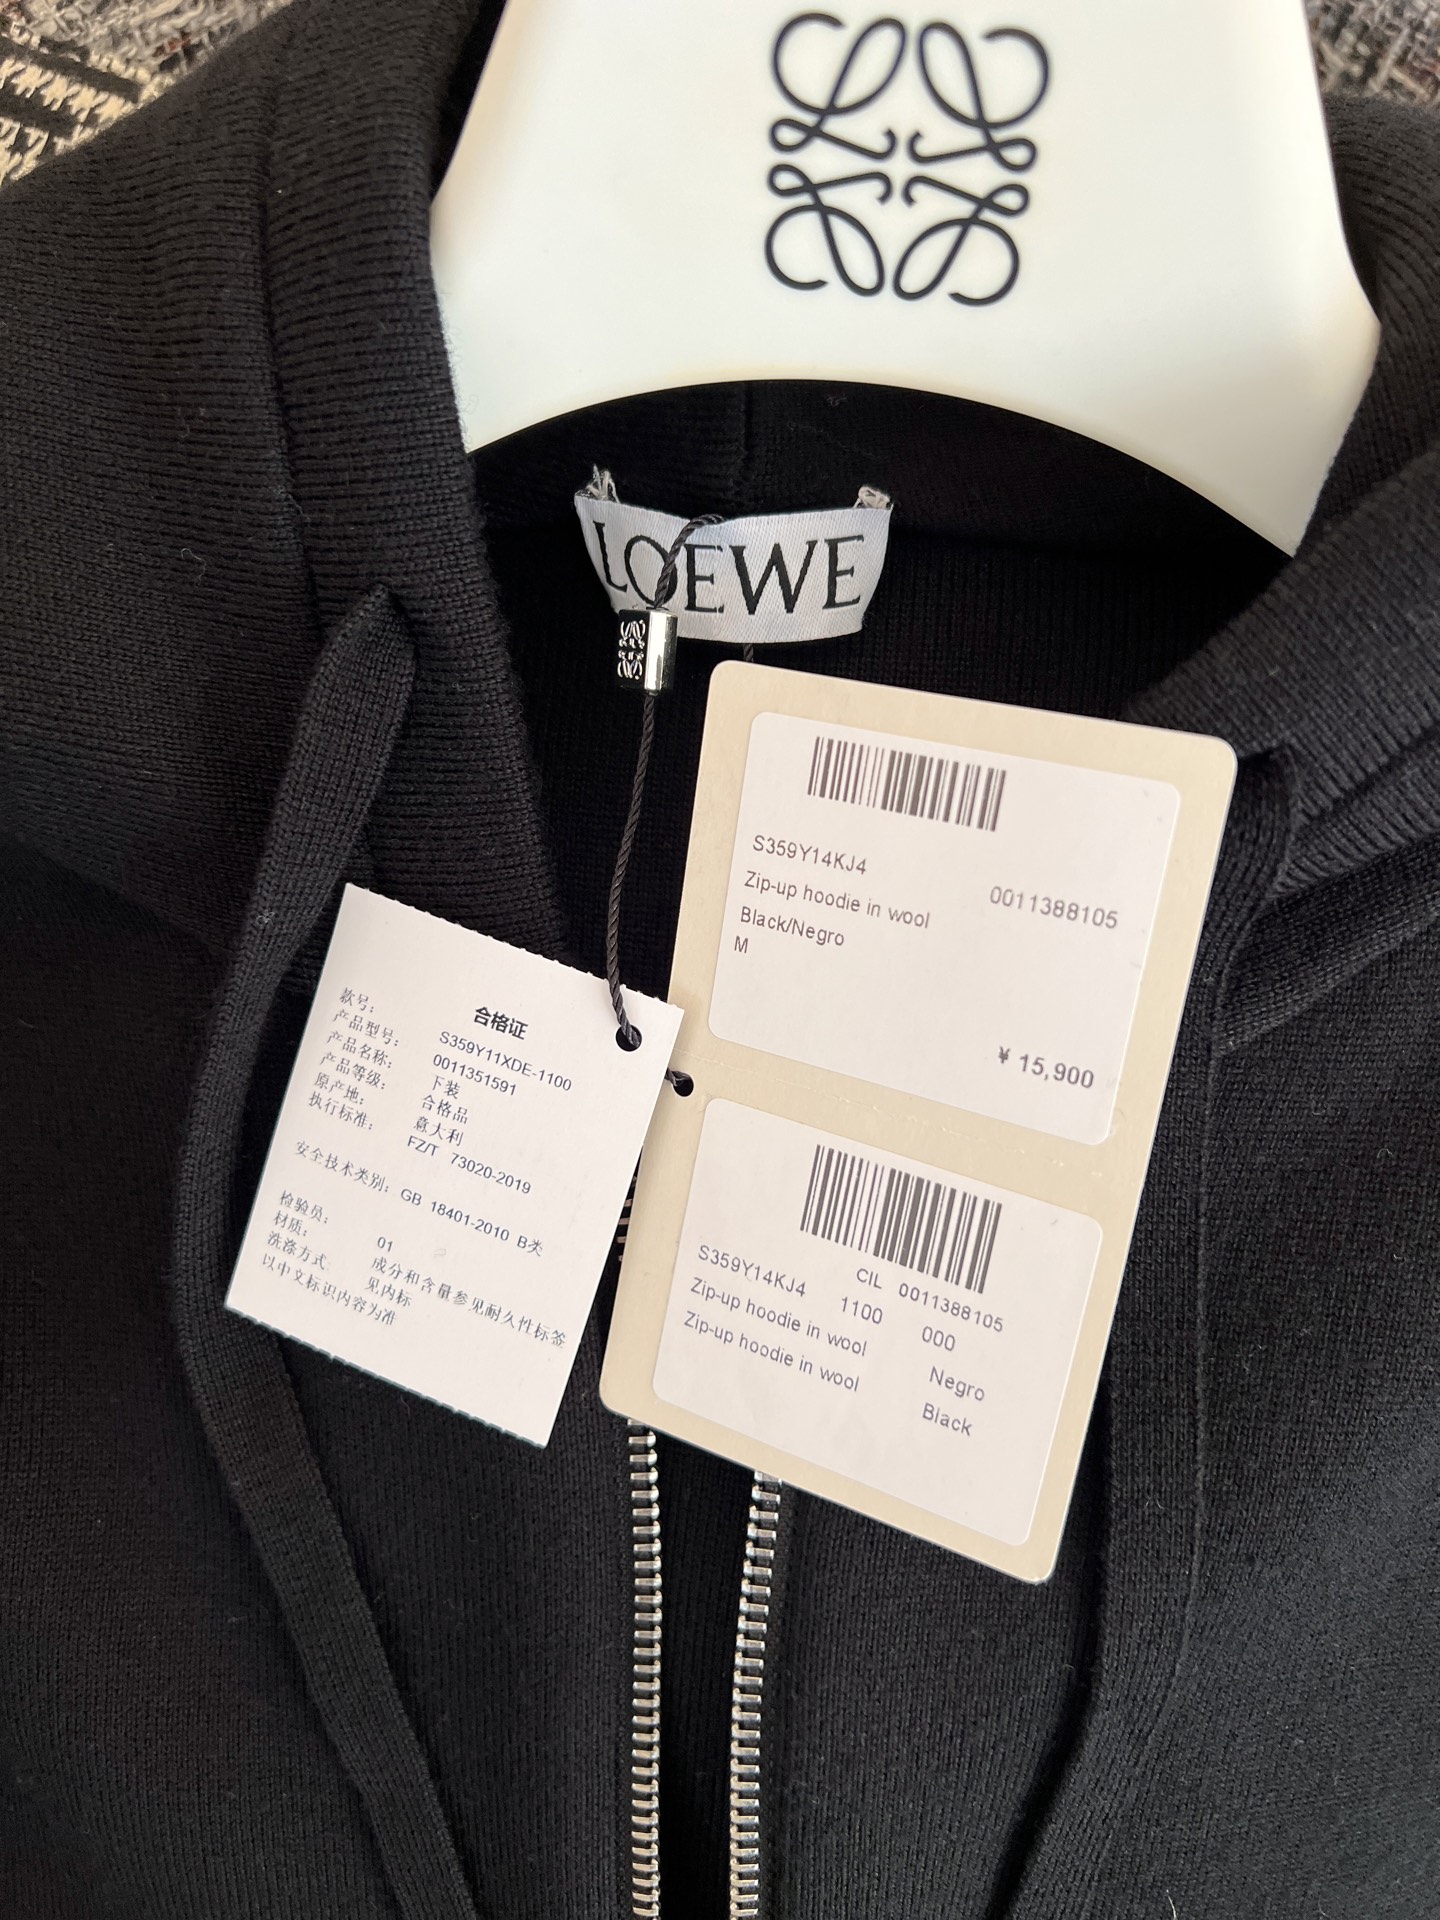 LOEWE
S359Y14KJ4
0011388105
Zip-up hoodie in wool
Black/Negro
M
¥ 15,900
合格证
款号: S359Y11XDE-1100
产品型号: 0011351591
产品名称: 下装
产品等级: 合格品
原产地: 意大利
执行标准: FZ/T 73020-2019
安全技术类别: GB 18401-2010 B类
检验员: 01
材质: 成分和含量参见耐久性标签
洗涤方式 见内标
以中文标识内容为准
S359Y14KJ4 CIL 0011388105
1100 000
Zip-up hoodie in wool Negro
Zip-up hoodie in wool Black